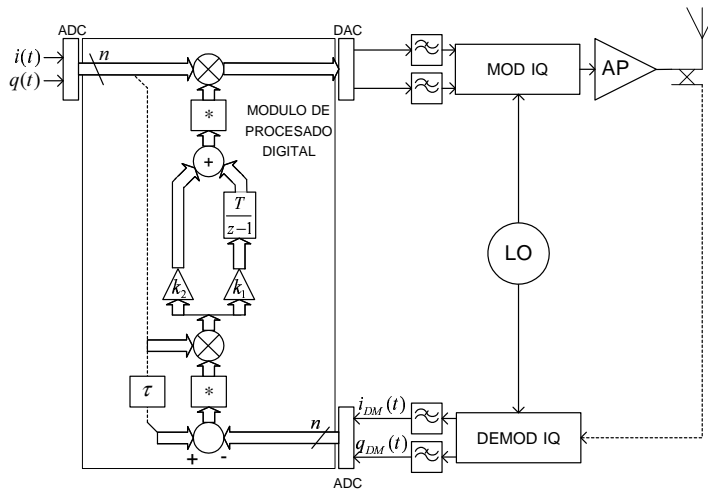 ADC
i(t)
q(t)
n
*
MODULO DE
PROCESADO
DIGITAL
+
T
z−1
k₂
k₁
*
τ
+
-
n
DAC
MOD IQ
AP
LO
i_DM(t)
q_DM(t)
ADC
DEMOD IQ